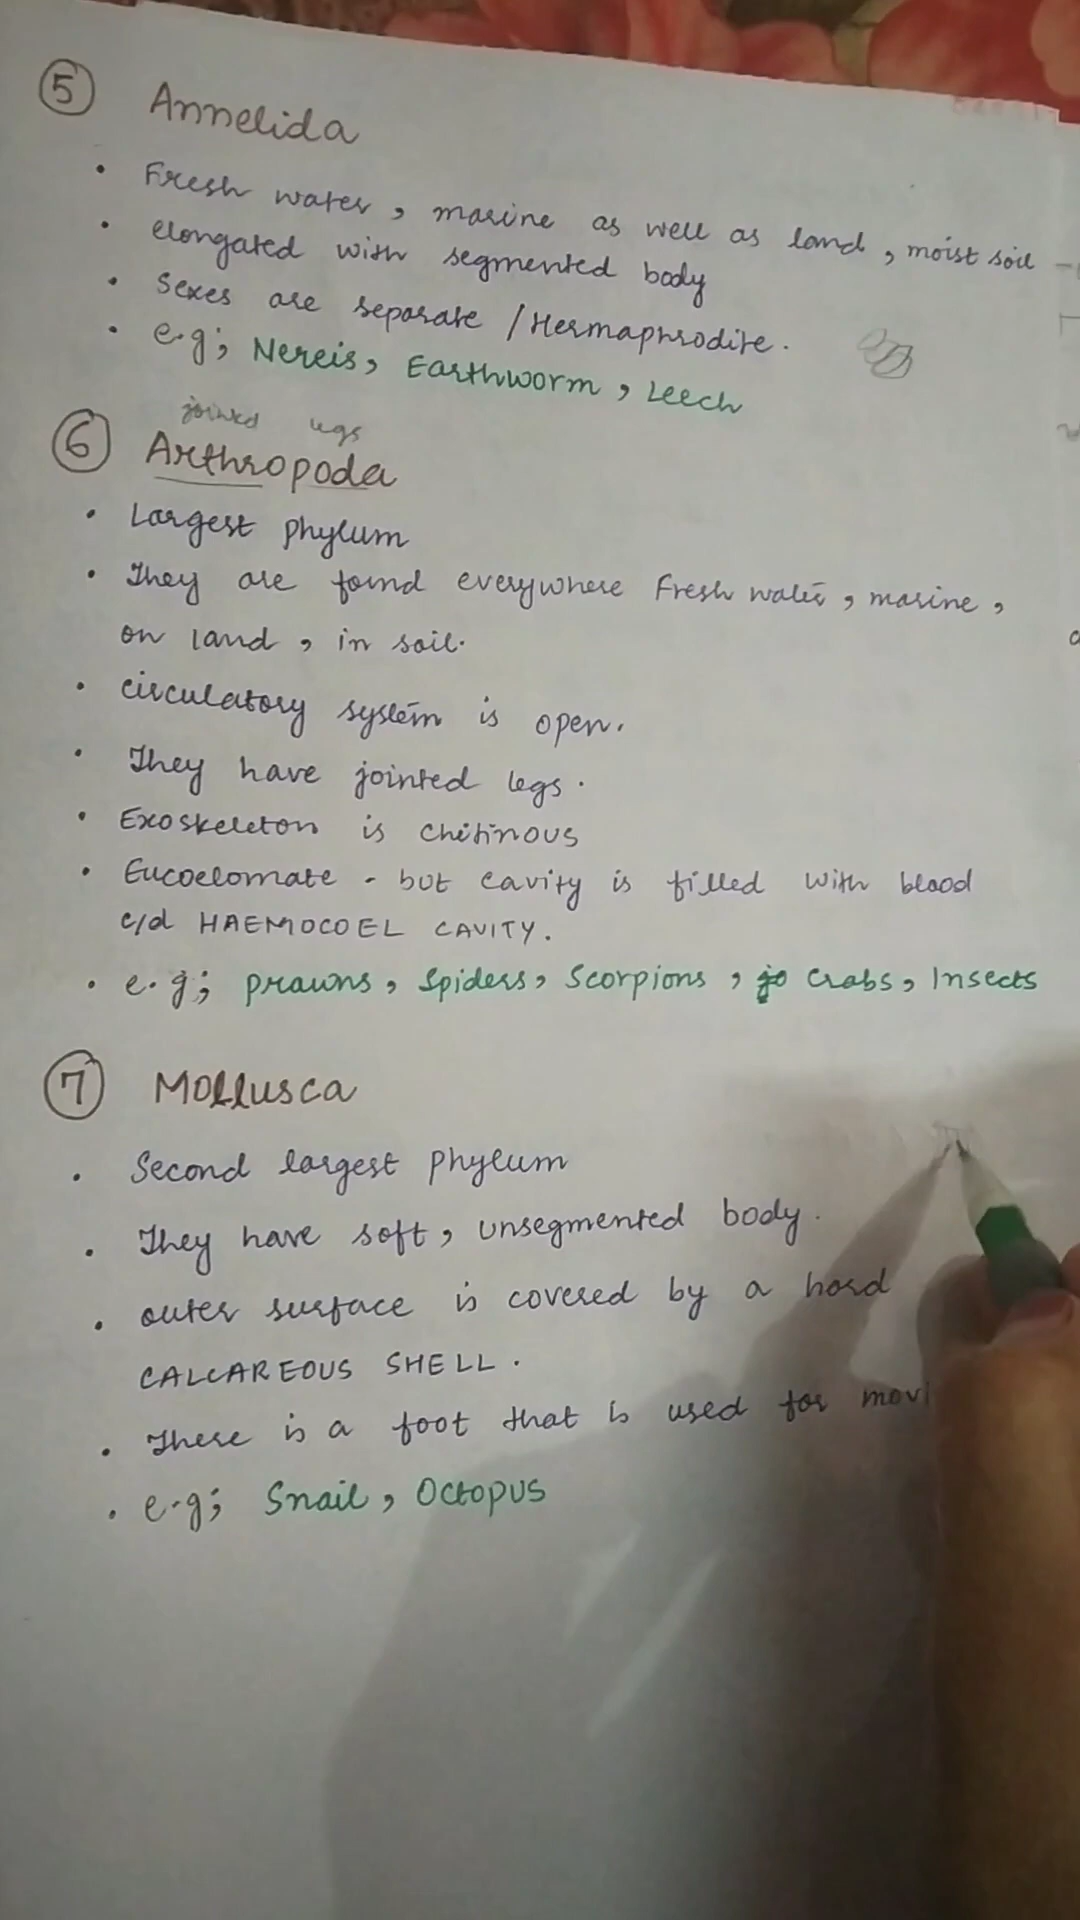 5 Annelida
• Fresh water, marine as well as land, moist soil
• elongated with segmented body
• Sexes are separate / Hermaphrodite.
• e.g; Nereis, Earthworm, Leech
jointed legs
6 Arthropoda
• Largest phylum
• They are found everywhere Fresh water, marine,
on land, in soil.
• circulatory system is open.
• They have jointed legs.
• Exoskeleton is chitinous
• Eucoelomate - but cavity is filled with blood
c/d HAEMOCOEL CAVITY.
• e.g; prawns, Spiders, Scorpions, jo crabs, Insects
7 Mollusca
• Second largest phylum
• They have soft, unsegmented body.
• outer surface is covered by a hard
CALCAREOUS SHELL.
• There is a foot that is used for movi
• e.g; Snail, Octopus